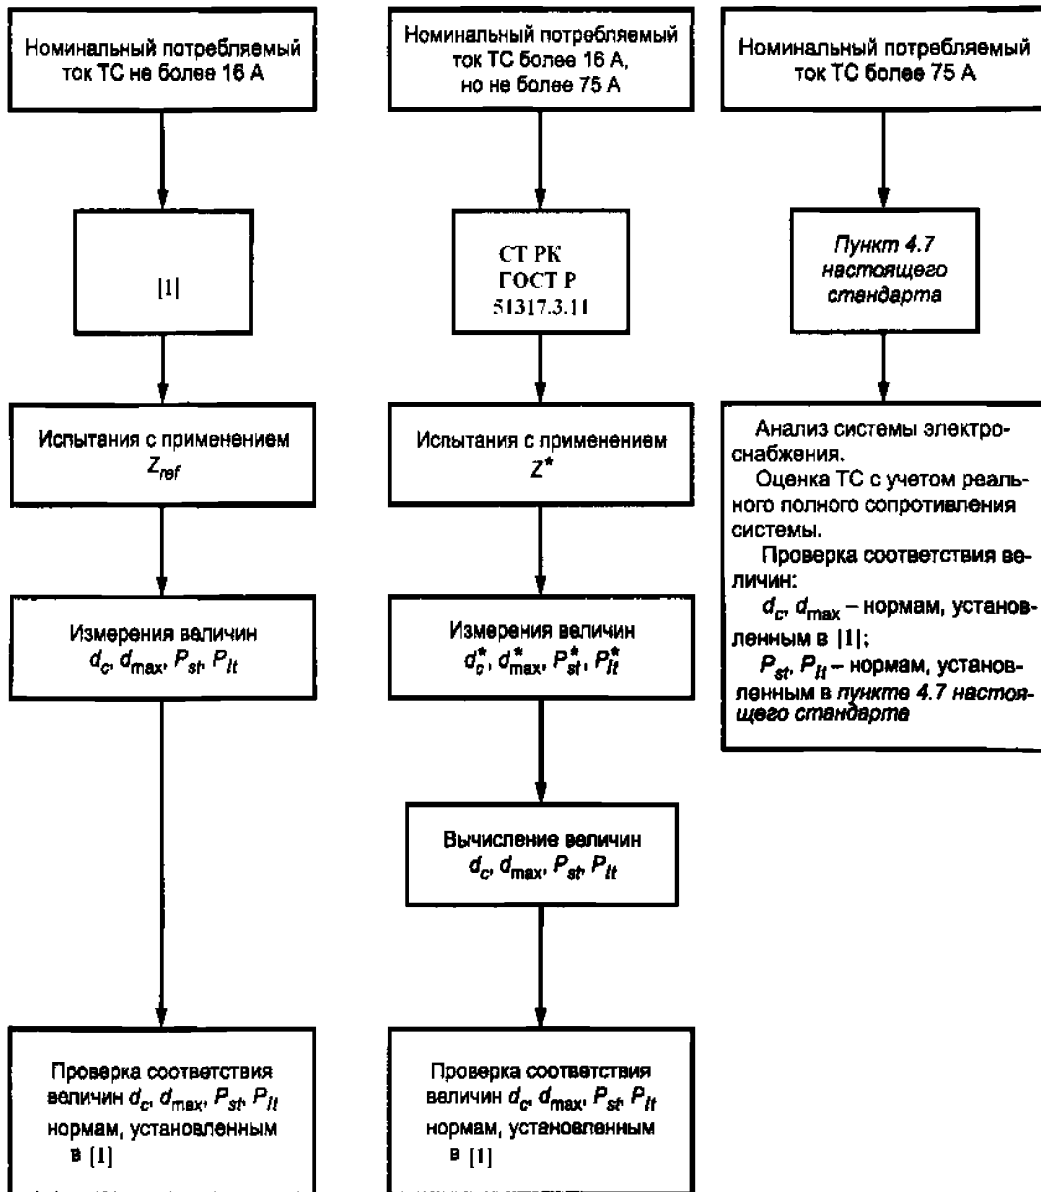 Номинальный потребляемый
ток ТС не более 16 А
[1]
Испытания с применением
Z_ref
Измерения величин
d_c, d_max, P_st, P_lt
Проверка соответствия
величин d_c, d_max, P_st, P_lt
нормам, установленным
в [1]
Номинальный потребляемый
ток ТС более 16 А,
но не более 75 А
СТ РК
ГОСТ Р
51317.3.11
Испытания с применением
Z*
Измерения величин
d*_c, d*_max, P*_st, P*_lt
Вычисление величин
d_c, d_max, P_st, P_lt
Проверка соответствия
величин d_c, d_max, P_st, P_lt
нормам, установленным
в [1]
Номинальный потребляемый
ток ТС более 75 А
Пункт 4.7
настоящего
стандарта
Анализ системы электро-
снабжения.
Оценка ТС с учетом реаль-
ного полного сопротивления
системы.
Проверка соответствия ве-
личин:
d_c, d_max – нормам, установ-
ленным в [1];
P_st, P_lt – нормам, установ-
ленным в пункте 4.7 настоя-
щего стандарта